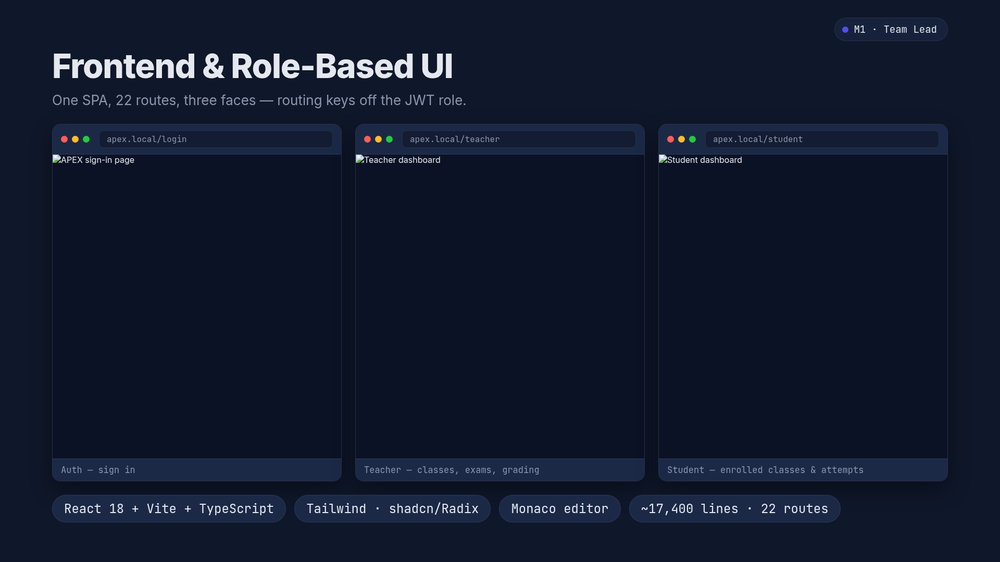 M1 · Team Lead
Frontend & Role-Based UI
One SPA, 22 routes, three faces — routing keys off the JWT role.
apex.local/login
APEX sign-in page
Auth — sign in
apex.local/teacher
Teacher dashboard
Teacher — classes, exams, grading
apex.local/student
Student dashboard
Student — enrolled classes & attempts
React 18 + Vite + TypeScript
Tailwind · shadcn/Radix
Monaco editor
~17,400 lines · 22 routes